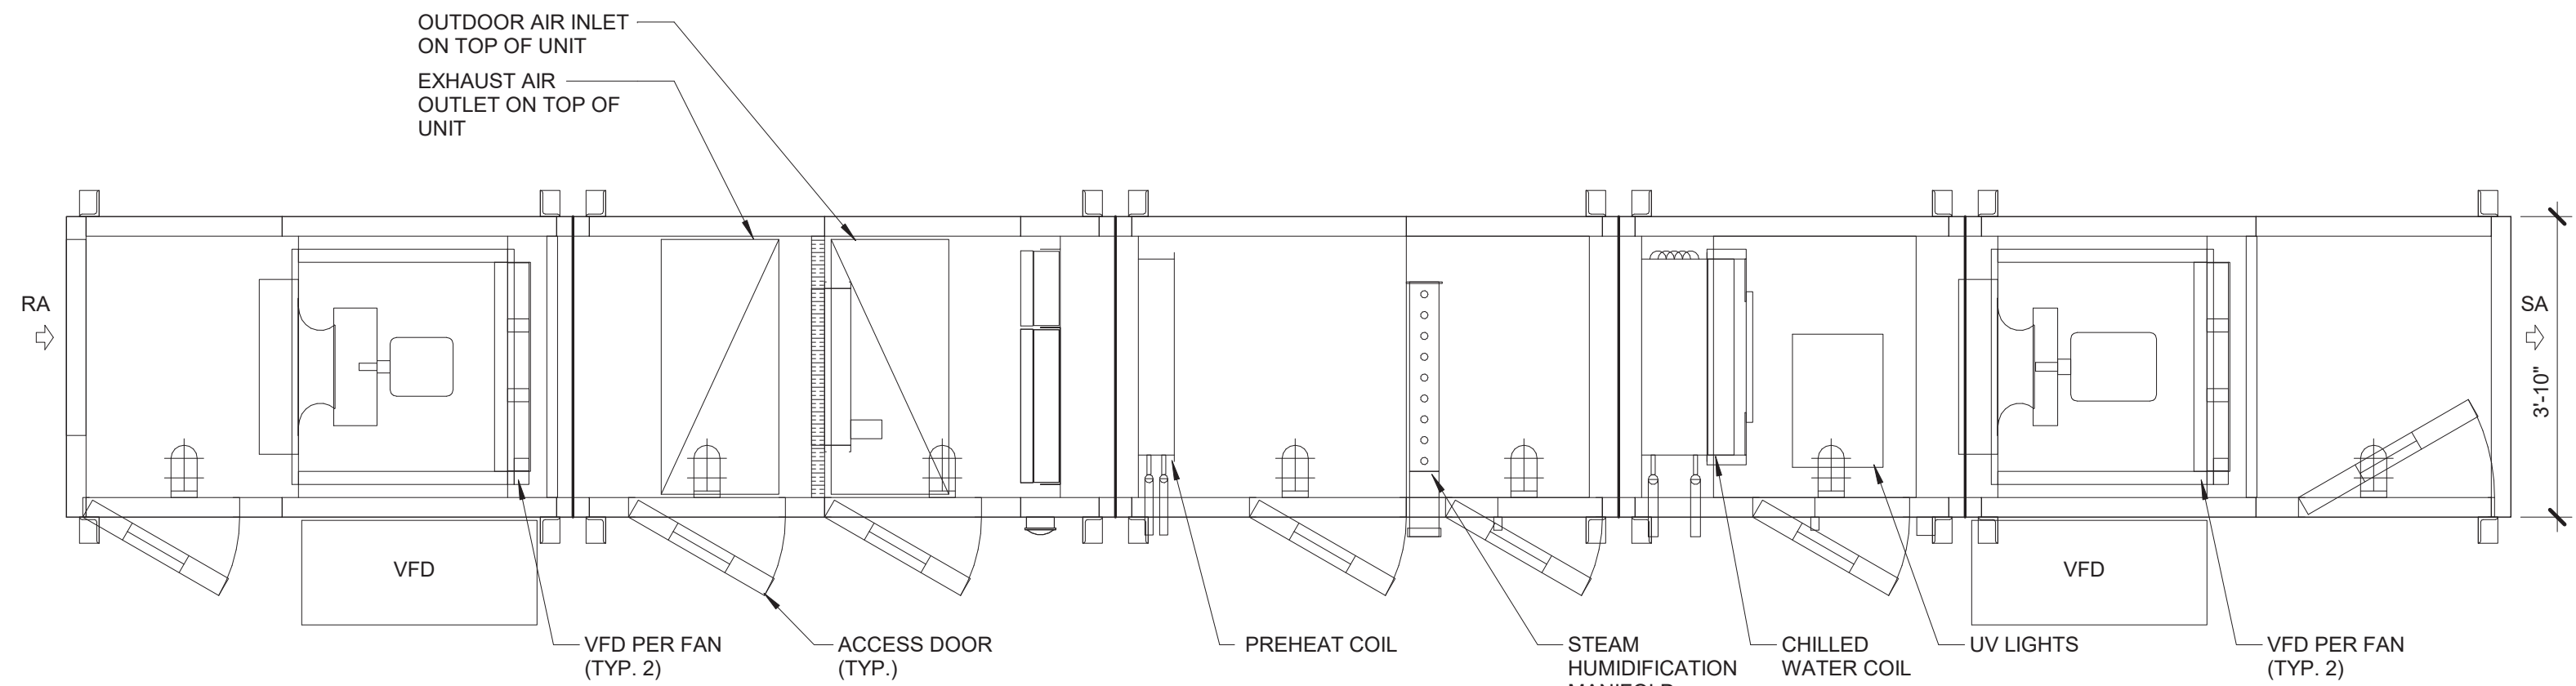 OUTDOOR AIR INLET
ON TOP OF UNIT
EXHAUST AIR
OUTLET ON TOP OF
UNIT
RA
SA
3'-10"
VFD
VFD
VFD PER FAN
(TYP. 2)
ACCESS DOOR
(TYP.)
PREHEAT COIL
STEAM
HUMIDIFICATION
CHILLED
WATER COIL
UV LIGHTS
VFD PER FAN
(TYP. 2)